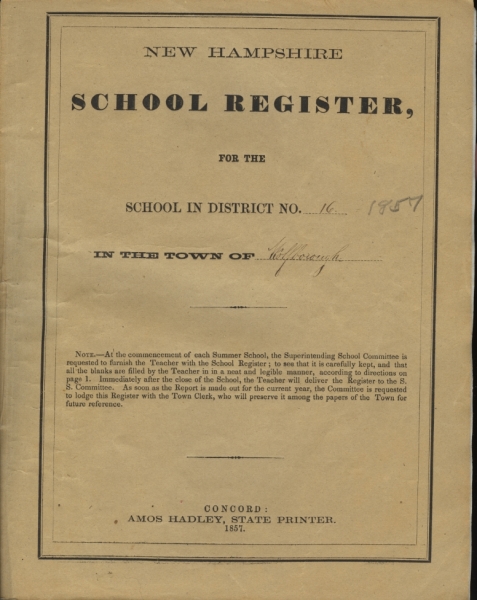 NEW HAMPSHIRE
SCHOOL REGISTER,
FOR THE
SCHOOL IN DISTRICT NO. 16 1857
IN THE TOWN OF Wolfborough
NOTE.—At the commencement of each Summer School, the Superintending School Committee is
requested to furnish the Teacher with the School Register; to see that it is carefully kept, and that
all the blanks are filled by the Teacher in in a neat and legible manner, according to directions on
page 1. Immediately after the close of the School, the Teacher will deliver the Register to the S.
S. Committee. As soon as the Report is made out for the current year, the Committee is requested
to lodge this Register with the Town Clerk, who will preserve it among the papers of the Town for
future reference.
CONCORD:
AMOS HADLEY, STATE PRINTER.
1857.